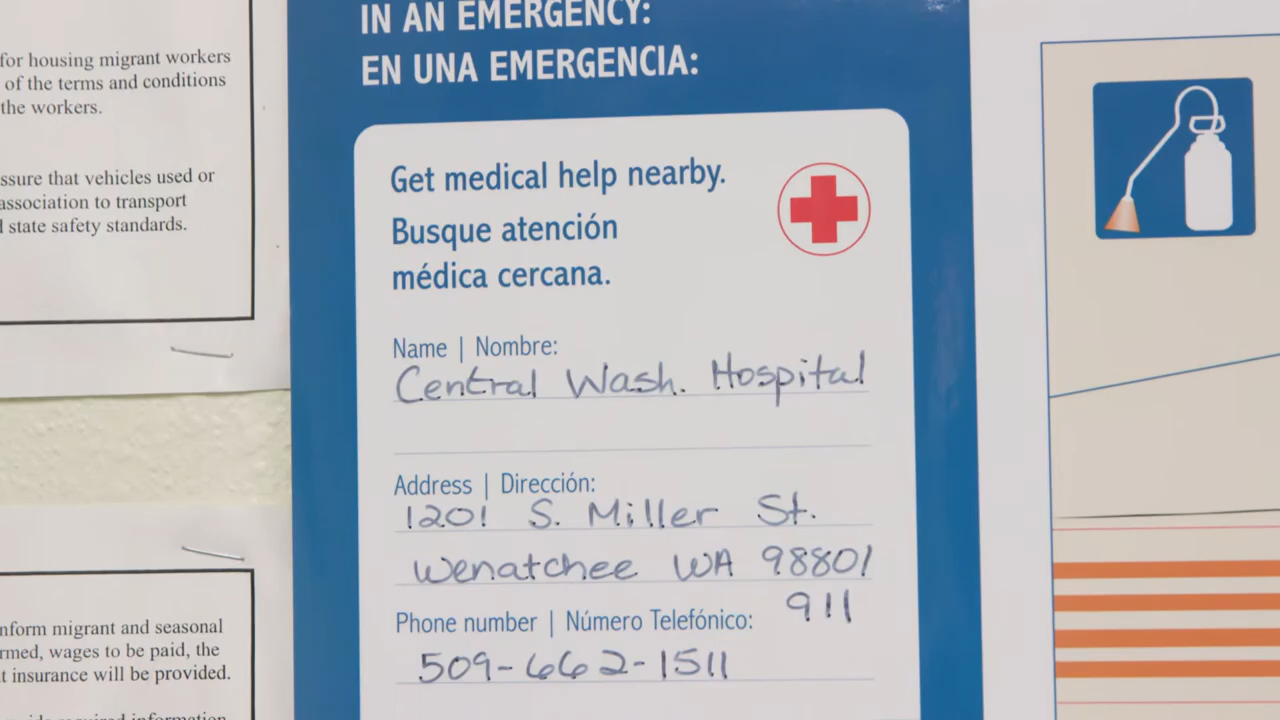 for housing migrant workers
of the terms and conditions
the workers.
ssure that vehicles used or
association to transport
state safety standards.
nform migrant and seasonal
rmed, wages to be paid, the
t insurance will be provided.
required information
IN AN EMERGENCY:
EN UNA EMERGENCIA:
Get medical help nearby.
Busque atención
médica cercana.
Name | Nombre:
Central Wash. Hospital
Address | Dirección:
1201 S. Miller St.
Wenatchee WA 98801
Phone number | Número Telefónico: 911
509-662-1511